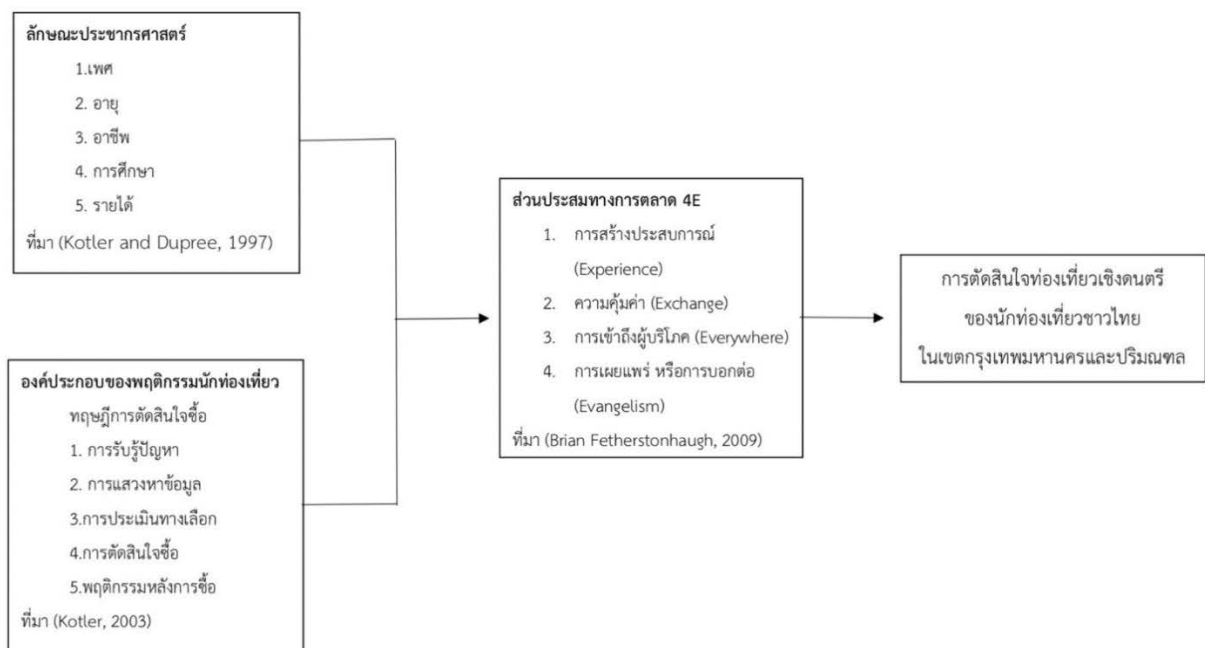 ลักษณะประชากรศาสตร์
1.เพศ
2. อายุ
3. อาชีพ
4. การศึกษา
5. รายได้
ที่มา (Kotler and Dupree, 1997)
องค์ประกอบของพฤติกรรมนักท่องเที่ยว
ทฤษฎีการตัดสินใจซื้อ
1. การรับรู้ปัญหา
2. การแสวงหาข้อมูล
3.การประเมินทางเลือก
4.การตัดสินใจซื้อ
5.พฤติกรรมหลังการซื้อ
ที่มา (Kotler, 2003)
ส่วนประสมทางการตลาด 4E
1. การสร้างประสบการณ์
(Experience)
2. ความคุ้มค่า (Exchange)
3. การเข้าถึงผู้บริโภค (Everywhere)
4. การเผยแพร่ หรือการบอกต่อ
(Evangelism)
ที่มา (Brian Fetherstonhaugh, 2009)
การตัดสินใจท่องเที่ยวเชิงดนตรี
ของนักท่องเที่ยวชาวไทย
ในเขตกรุงเทพมหานครและปริมณฑล